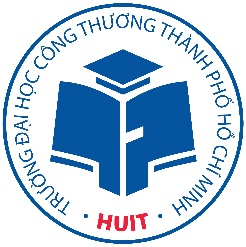 TRƯỜNG ĐẠI HỌC CÔNG THƯƠNG THÀNH PHỐ HỒ CHÍ MINH
HUIT